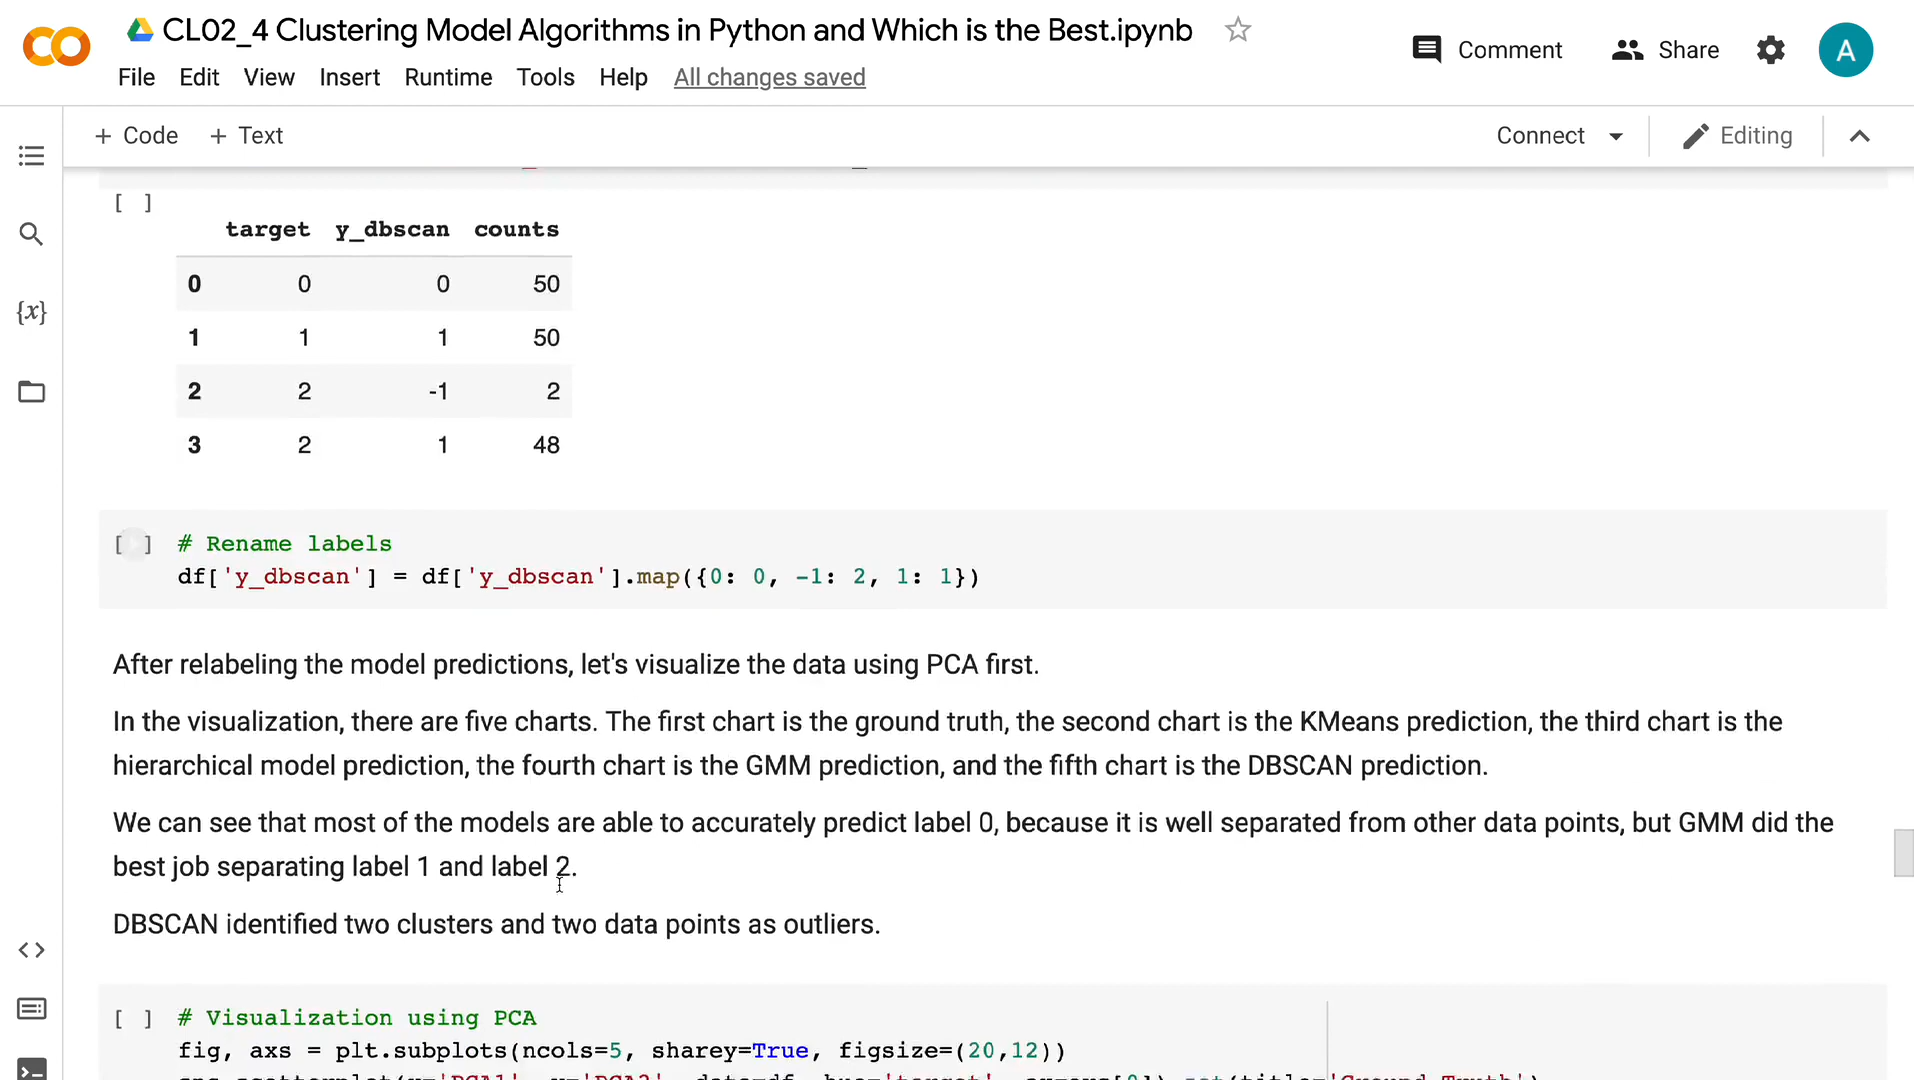 CL02_4 Clustering Model Algorithms in Python and Which is the Best.ipynb
Comment
Share
A
File Edit View Insert Runtime Tools Help All changes saved
+ Code + Text
Connect
Editing
{x}
[ ]
target y_dbscan counts
0 0 0 50
1 1 1 50
2 2 -1 2
3 2 1 48
[ ] # Rename labels
df['y_dbscan'] = df['y_dbscan'].map({0: 0, -1: 2, 1: 1})
After relabeling the model predictions, let's visualize the data using PCA first.
In the visualization, there are five charts. The first chart is the ground truth, the second chart is the KMeans prediction, the third chart is the
hierarchical model prediction, the fourth chart is the GMM prediction, and the fifth chart is the DBSCAN prediction.
We can see that most of the models are able to accurately predict label 0, because it is well separated from other data points, but GMM did the
best job separating label 1 and label 2.
DBSCAN identified two clusters and two data points as outliers.
[ ] # Visualization using PCA
fig, axs = plt.subplots(ncols=5, sharey=True, figsize=(20,12))